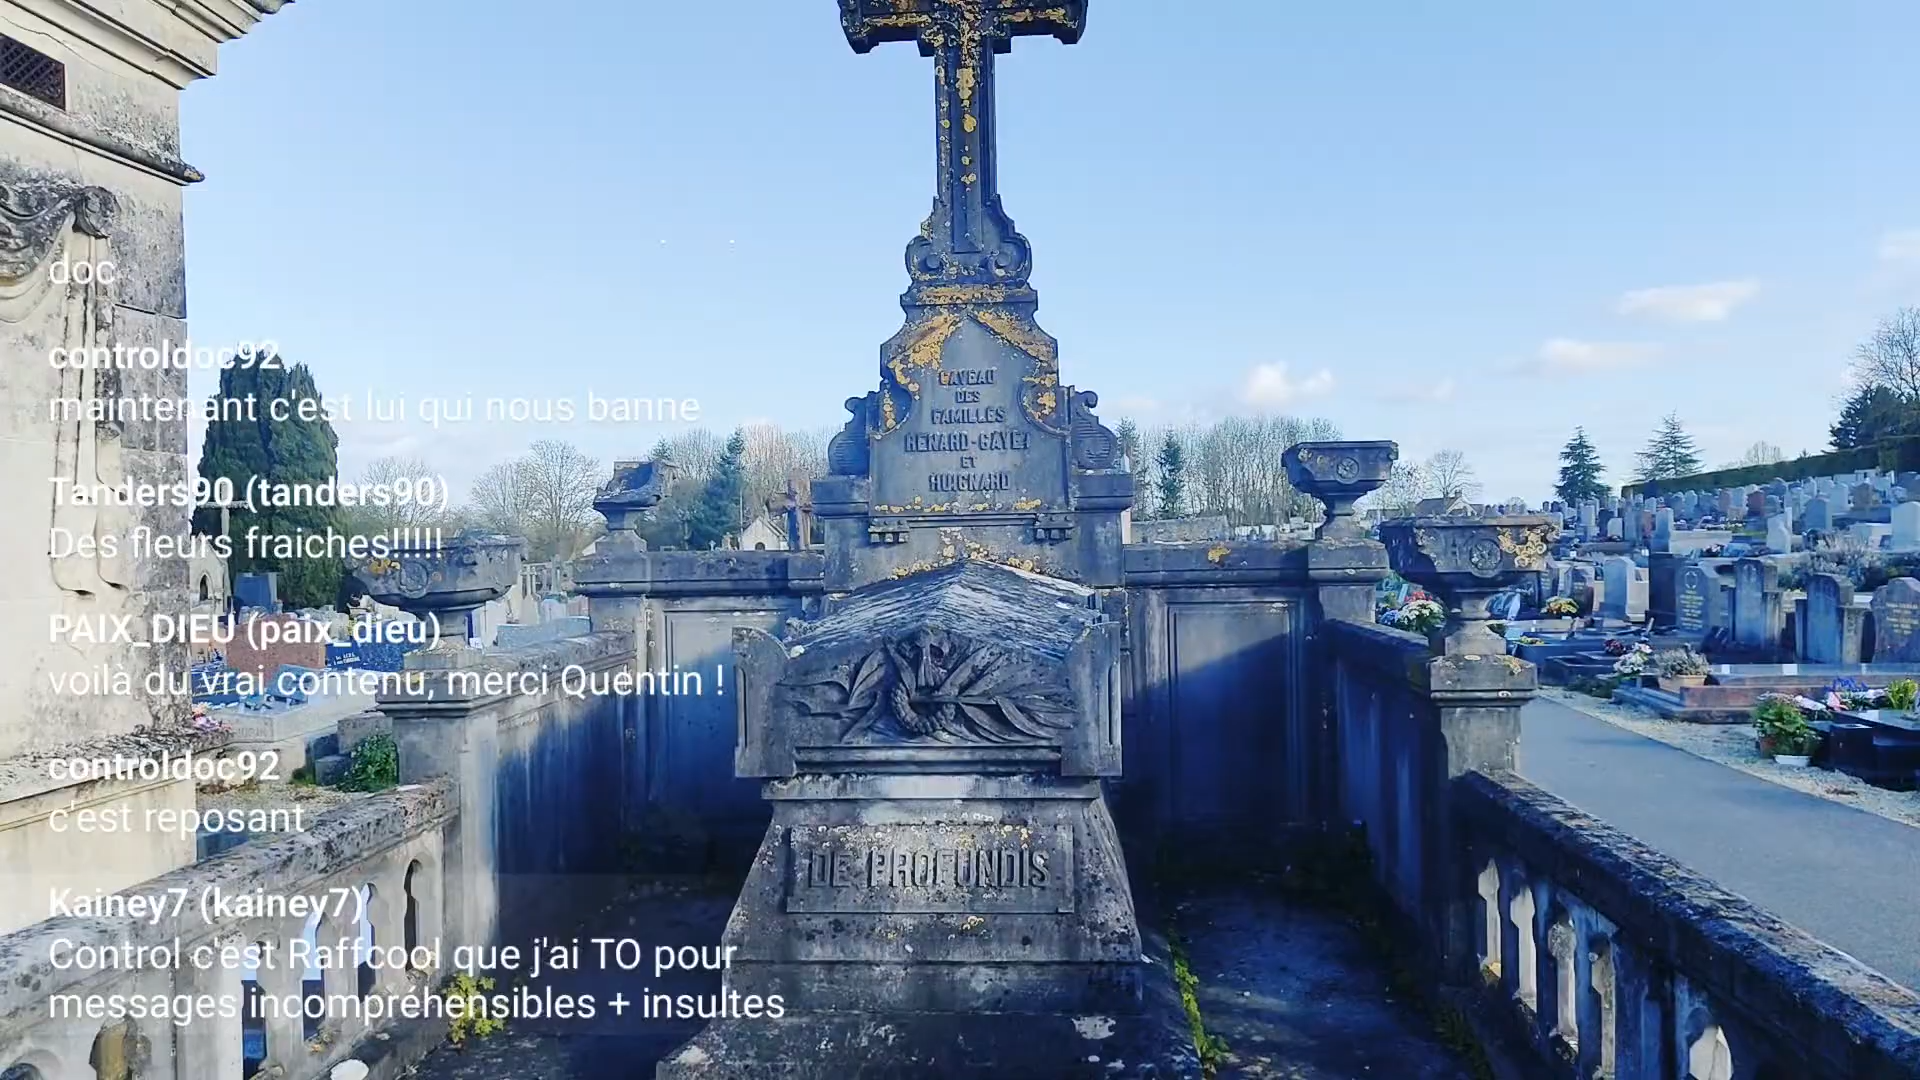 CAVEAU
DES
FAMILLES
RENARD-GAYET
ET
HUIGNARD
DE PROFUNDIS
doc
controldoc92
maintenant c'est lui qui nous banne
Tanders90 (tanders90)
Des fleurs fraiches!!!!!
PAIX_DIEU (paix_dieu)
voilà du vrai contenu, merci Quentin !
controldoc92
c'est reposant
Kainey7 (kainey7)
Control c'est Raffcool que j'ai TO pour
messages incompréhensibles + insultes